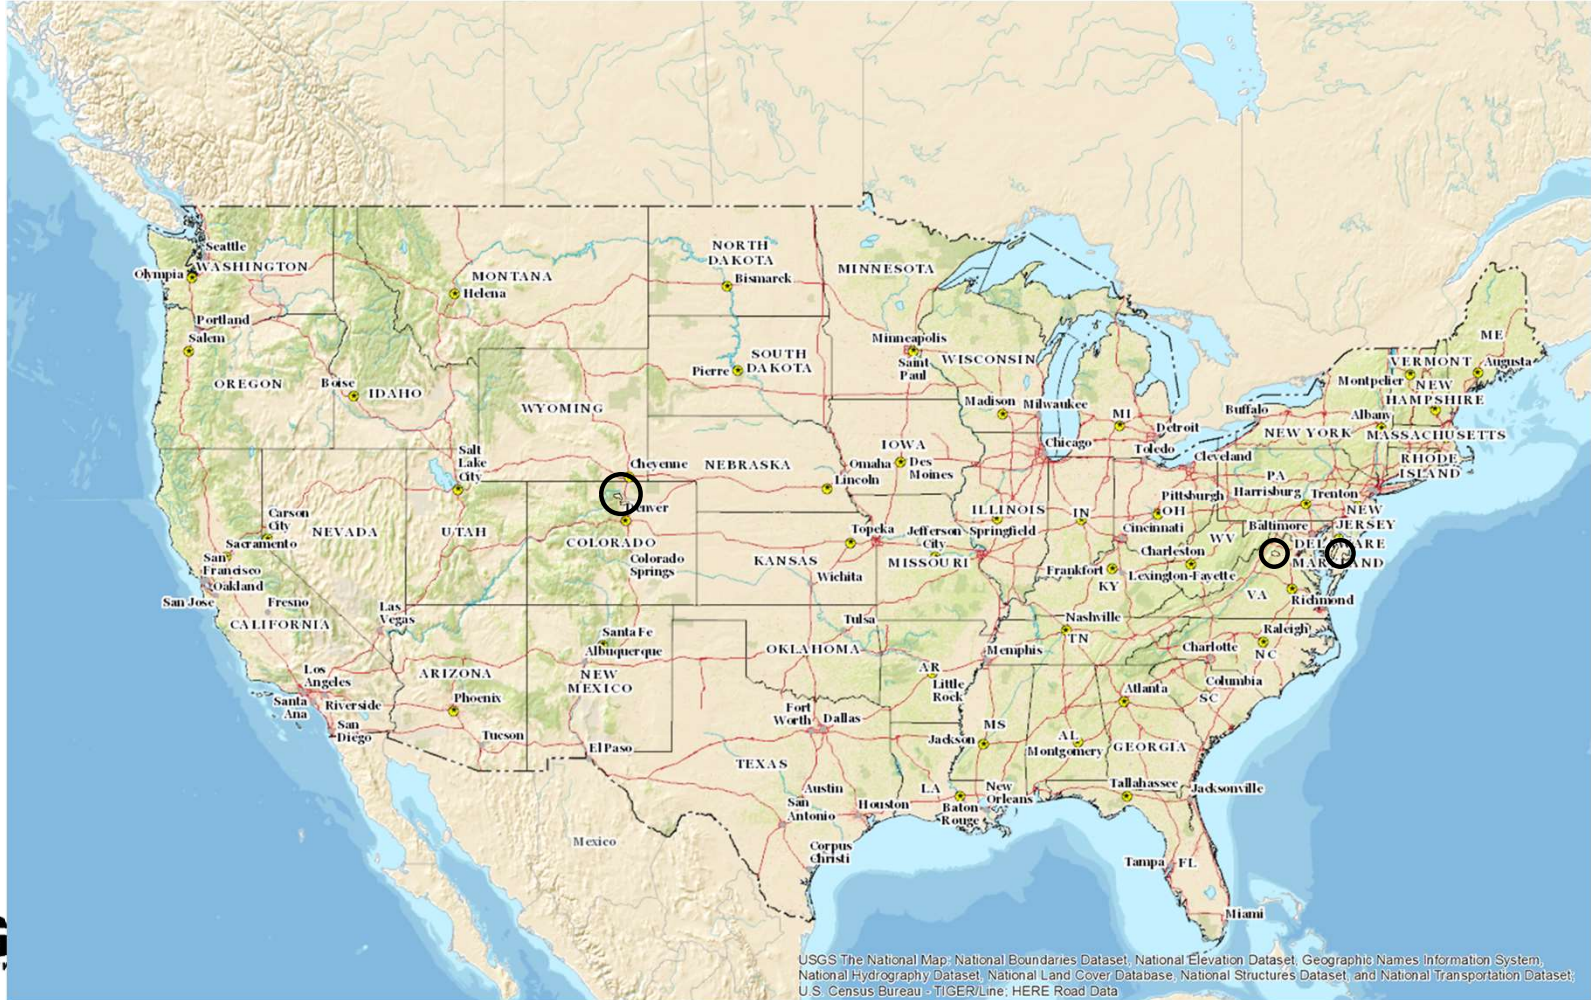 Seattle
WASHINGTON
Olympia
MONTANA
Helena
NORTH
DAKOTA
Bismarck
MINNESOTA
Portland
Salem
OREGON
Boise
IDAHO
WYOMING
SOUTH
DAKOTA
Pierre
Minneapolis
Saint
Paul
WISCONSIN
Madison
Milwaukee
MI
Detroit
Chicago
Toledo
Cleveland
Buffalo
NEW YORK
Albany
MASSACHUSETTS
VERMONT
Montpelier
NEW
HAMPSHIRE
ME
Augusta
RHODE
ISLAND
Salt
Lake
City
Cheyenne
NEBRASKA
Omaha
Lincoln
IOWA
Des
Moines
PA
Pittsburgh
Harrisburg
Trenton
NEW
JERSEY
Baltimore
DELAWARE
MARYLAND
Carson
City
Sacramento
NEVADA
UTAH
Denver
COLORADO
Colorado
Springs
KANSAS
Topeka
Wichita
Jefferson
City
MISSOURI
ILLINOIS
Springfield
IN
OH
Cincinnati
WV
Charleston
Frankfort
KY
Lexington-Fayette
VA
Richmond
San
Francisco
Oakland
San Jose
Fresno
CALIFORNIA
Las
Vegas
Los
Angeles
Santa
Ana
Riverside
San
Diego
ARIZONA
Phoenix
Tucson
Santa Fe
Albuquerque
NEW
MEXICO
El Paso
Tulsa
OKLAHOMA
AR
Little
Rock
Memphis
Nashville
TN
Raleigh
Charlotte
NC
Columbia
SC
Atlanta
GEORGIA
Fort
Worth
Dallas
TEXAS
Austin
San
Antonio
Houston
Corpus
Christi
MS
Jackson
AL
Montgomery
LA
Baton
Rouge
New
Orleans
Tallahassee
Jacksonville
Tampa
FL
Miami
Mexico
USGS The National Map: National Boundaries Dataset, National Elevation Dataset, Geographic Names Information System,
National Hydrography Dataset, National Land Cover Database, National Structures Dataset, and National Transportation Dataset;
U.S. Census Bureau - TIGER/Line; HERE Road Data